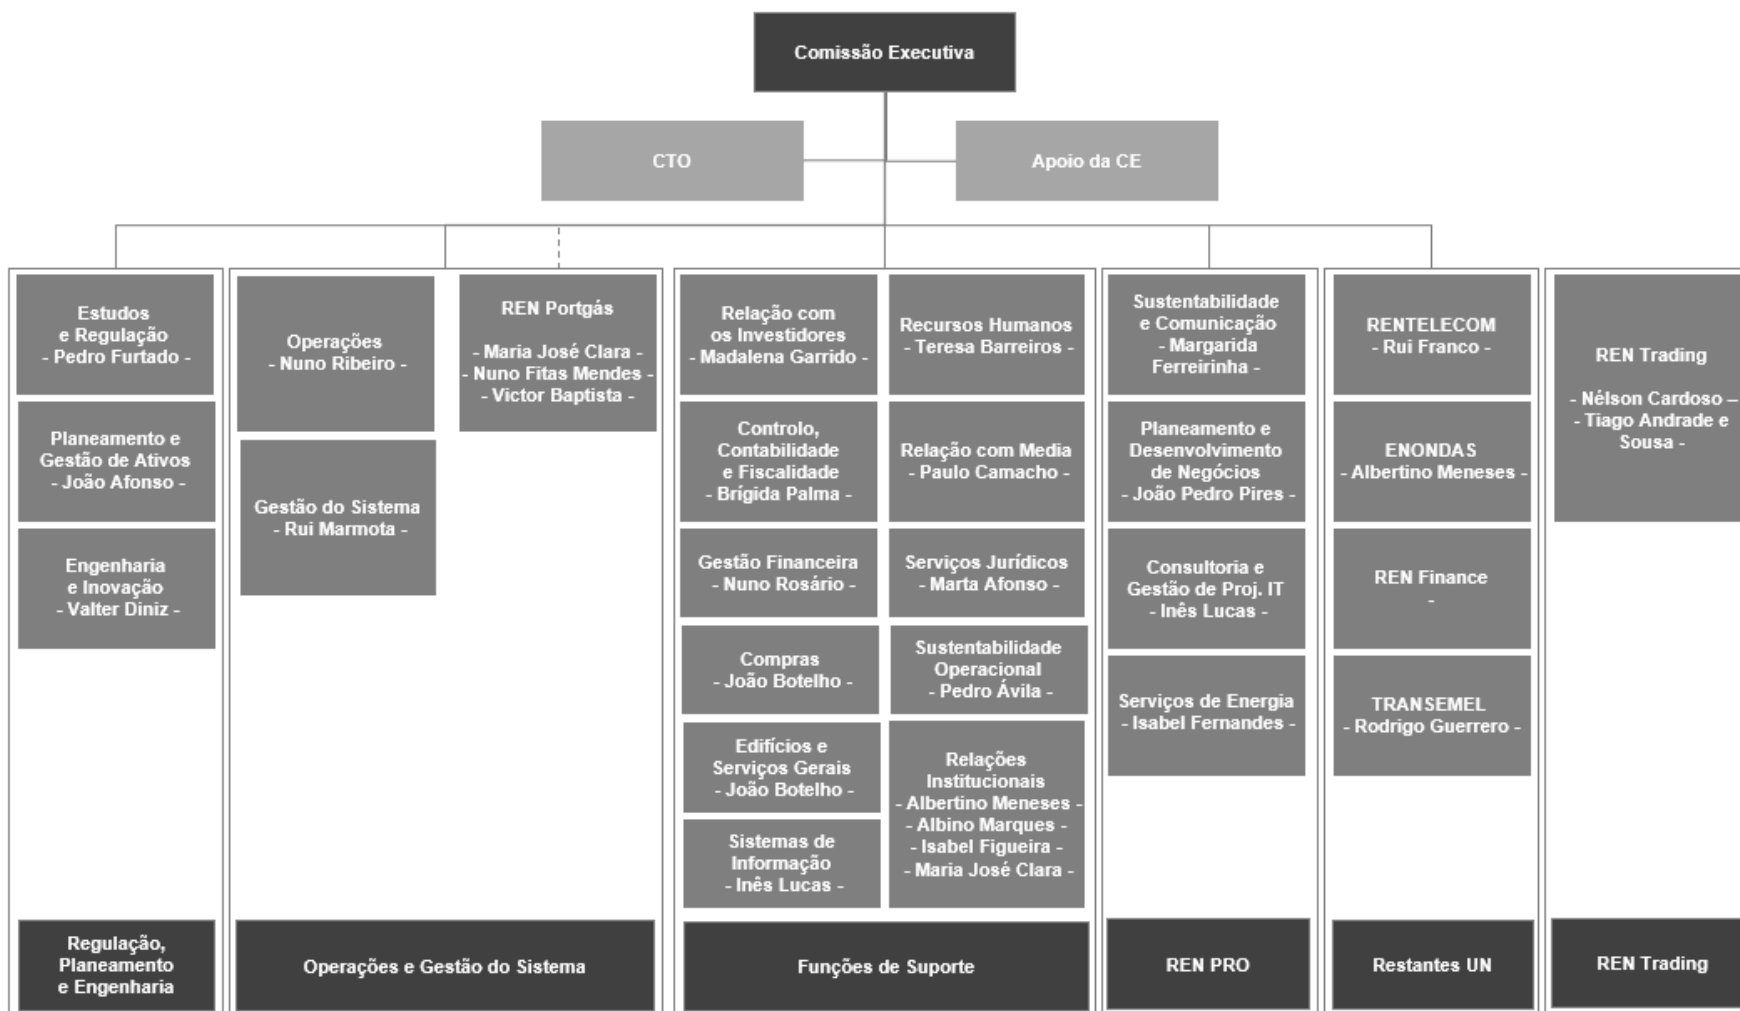 Comissão Executiva
CTO
Apoio da CE
Estudos
e Regulação
- Pedro Furtado -
Planeamento e
Gestão de Ativos
- João Afonso -
Engenharia
e Inovação
- Valter Diniz -
Regulação,
Planeamento
e Engenharia
Operações
- Nuno Ribeiro -
Gestão do Sistema
- Rui Marmota -
REN Portgás
- Maria José Clara -
- Nuno Fitas Mendes -
- Victor Baptista -
Operações e Gestão do Sistema
Relação com
os Investidores
- Madalena Garrido -
Controlo,
Contabilidade
e Fiscalidade
- Brígida Palma -
Gestão Financeira
- Nuno Rosário -
Compras
- João Botelho -
Edifícios e
Serviços Gerais
- João Botelho -
Sistemas de
Informação
- Inês Lucas -
Recursos Humanos
- Teresa Barreiros -
Relação com Media
- Paulo Camacho -
Serviços Jurídicos
- Marta Afonso -
Sustentabilidade
Operacional
- Pedro Ávila -
Relações
Institucionais
- Albertino Meneses -
- Albino Marques -
- Isabel Figueira -
- Maria José Clara -
Funções de Suporte
Sustentabilidade
e Comunicação
- Margarida
Ferreirinha -
Planeamento e
Desenvolvimento
de Negócios
- João Pedro Pires -
Consultoria e
Gestão de Proj. IT
- Inês Lucas -
Serviços de Energia
- Isabel Fernandes -
REN PRO
RENTELECOM
- Rui Franco -
ENONDAS
- Albertino Meneses -
REN Finance
-
TRANSEMEL
- Rodrigo Guerrero -
Restantes UN
REN Trading
- Nélson Cardoso –
- Tiago Andrade e
Sousa -
REN Trading